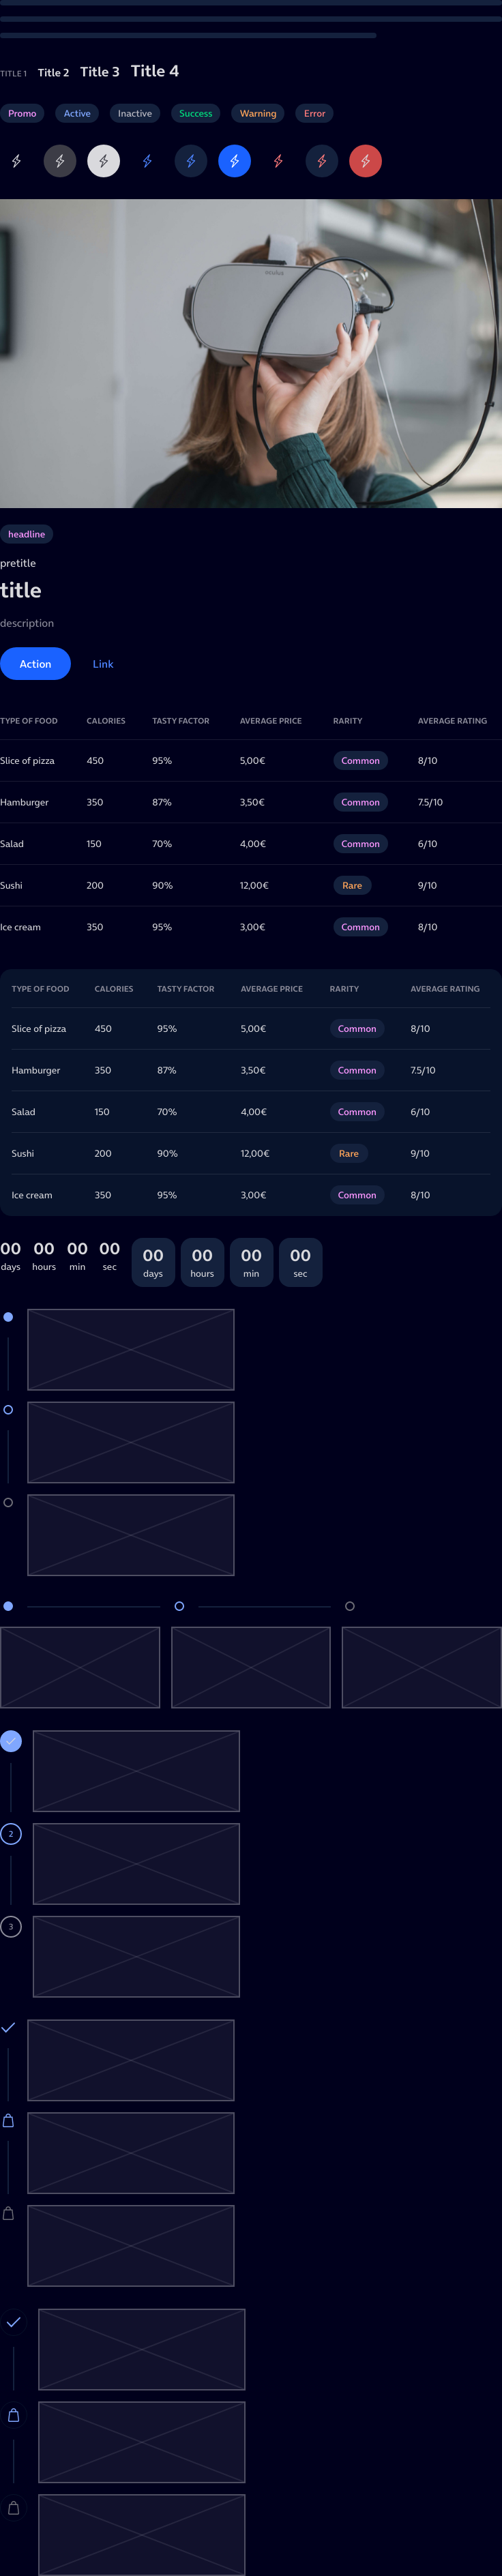 TITLE 1 Title 2 Title 3 Title 4
Promo Active Inactive Success Warning Error
oculus
headline
pretitle
title
description
Action Link
TYPE OF FOOD CALORIES TASTY FACTOR AVERAGE PRICE RARITY AVERAGE RATING
Slice of pizza 450 95% 5,00€ Common 8/10
Hamburger 350 87% 3,50€ Common 7.5/10
Salad 150 70% 4,00€ Common 6/10
Sushi 200 90% 12,00€ Rare 9/10
Ice cream 350 95% 3,00€ Common 8/10
TYPE OF FOOD CALORIES TASTY FACTOR AVERAGE PRICE RARITY AVERAGE RATING
Slice of pizza 450 95% 5,00€ Common 8/10
Hamburger 350 87% 3,50€ Common 7.5/10
Salad 150 70% 4,00€ Common 6/10
Sushi 200 90% 12,00€ Rare 9/10
Ice cream 350 95% 3,00€ Common 8/10
00 00 00 00 00 00 00 00
days hours min sec days hours min sec
2
3